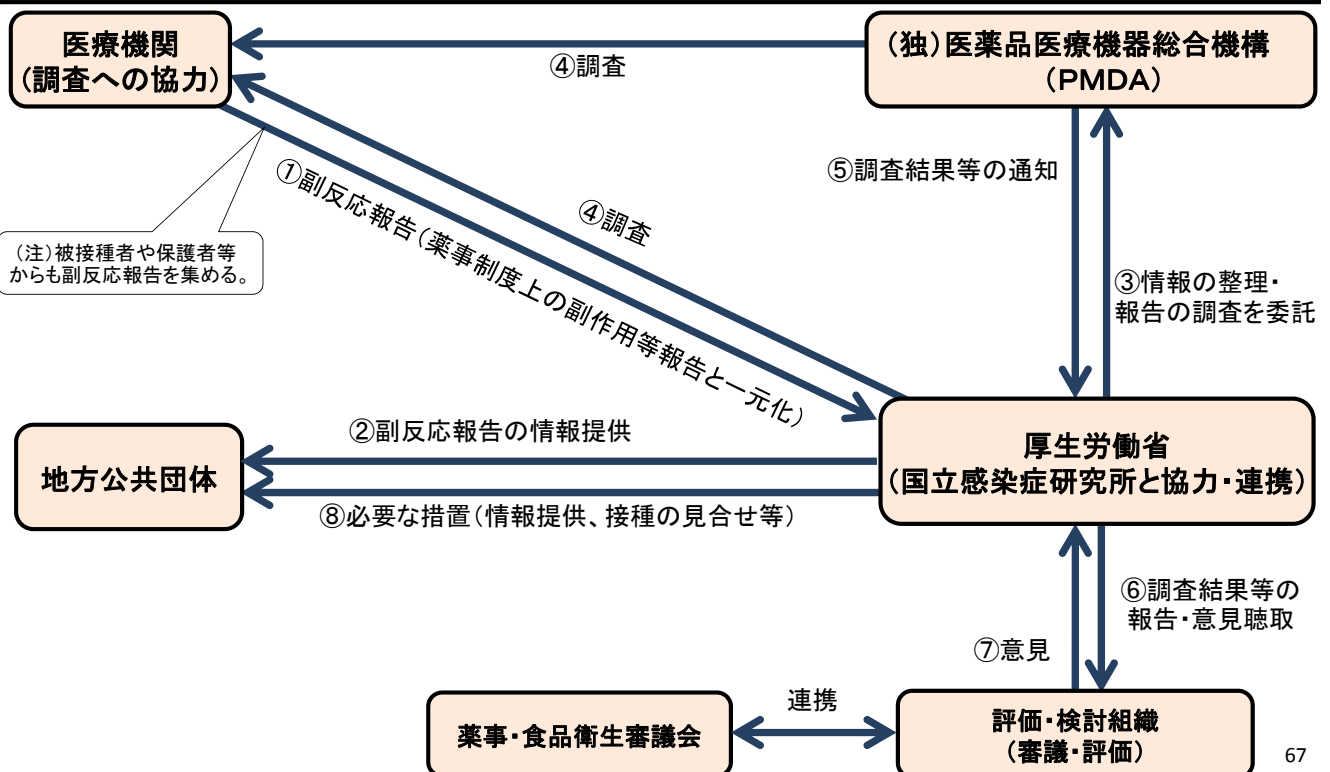 医療機関
(調査への協力)
(独)医薬品医療機器総合機構
(PMDA)
④調査
⑤調査結果等の通知
①副反応報告(薬事制度上の副作用等報告と一元化)
④調査
(注)被接種者や保護者等
からも副反応報告を集める。
③情報の整理・
報告の調査を委託
②副反応報告の情報提供
地方公共団体
厚生労働省
(国立感染症研究所と協力・連携)
⑧必要な措置(情報提供、接種の見合せ等)
⑥調査結果等の
報告・意見聴取
⑦意見
連携
薬事・食品衛生審議会
評価・検討組織
(審議・評価)
67